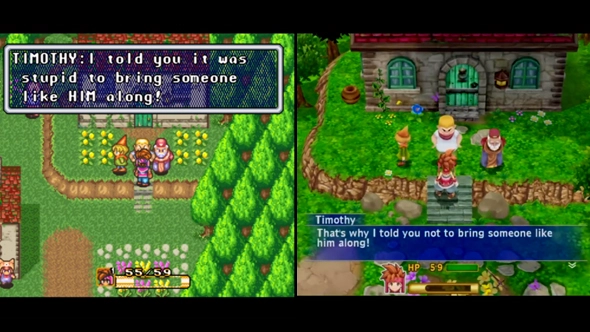 TIMOTHY:I told you it was
stupid to bring someone
like HIM along!
55/59
Timothy
That's why I told you not to bring someone like
him along!
HP 59